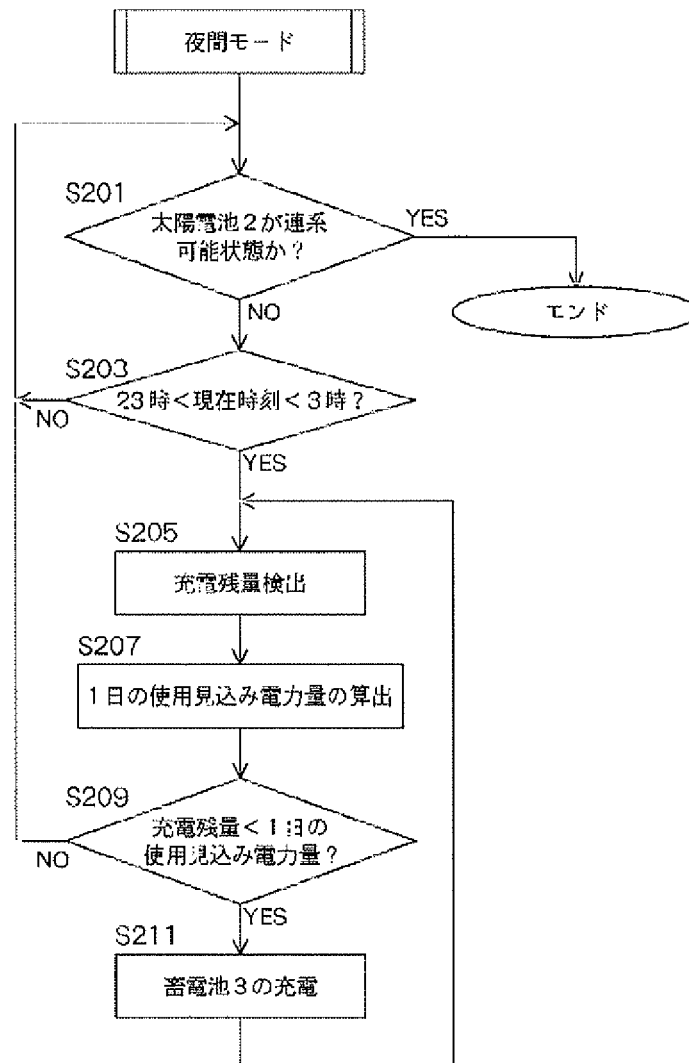 夜間モード
S201
太陽電池2が連系
可能状態か?
YES
NO
エンド
S203
23時<現在時刻<3時?
NO
YES
S205
充電残量検出
S207
1日の使用見込み電力量の算出
S209
充電残量<1日の
使用見込み電力量?
NO
YES
S211
蓄電池3の充電